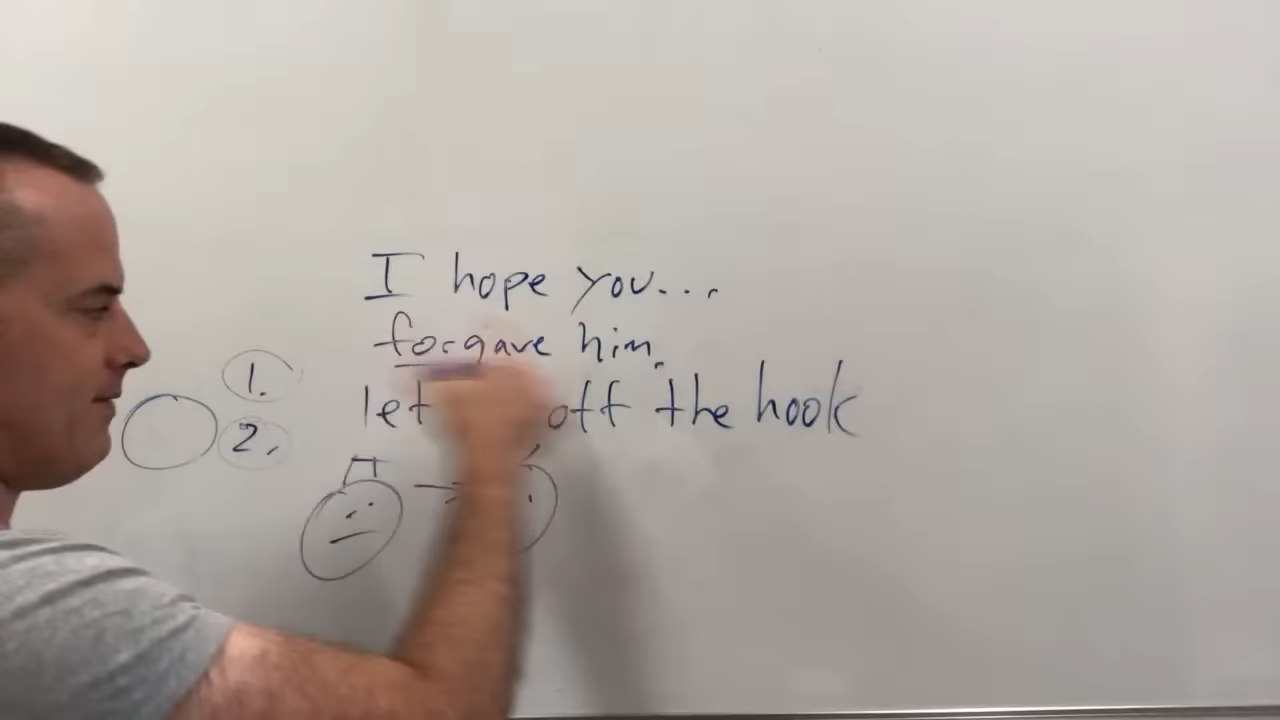 I hope you...
forgave him.
1.
let off the hook
2.